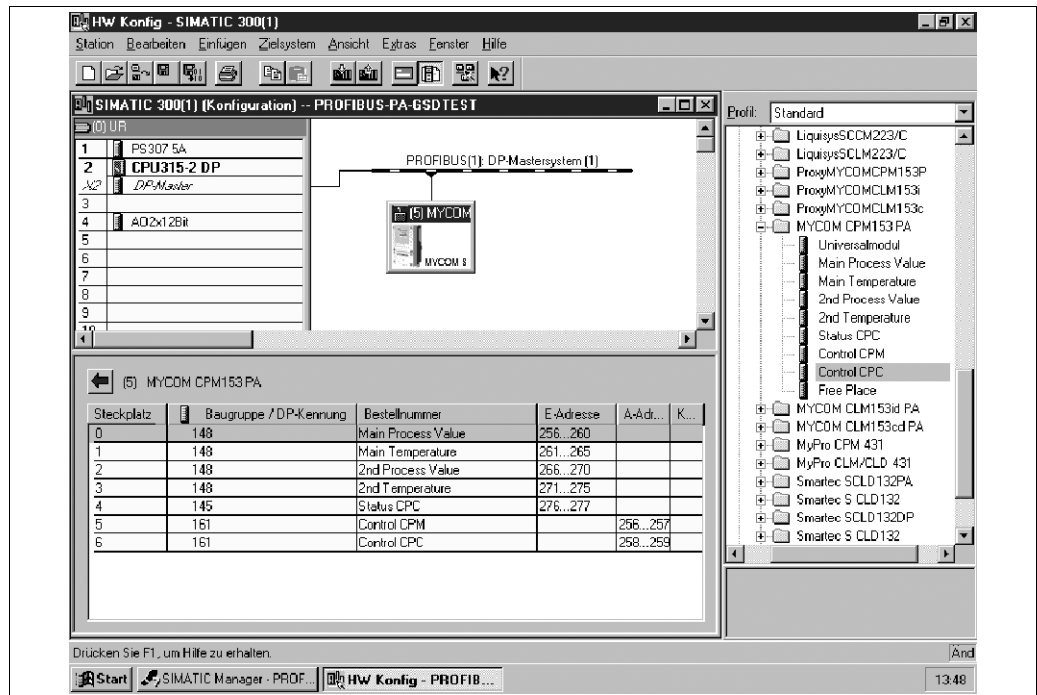 HW Konfig - SIMATIC 300(1)
Station Bearbeiten Einfügen Zielsystem Ansicht Extras Fenster Hilfe
SIMATIC 300(1) (Konfiguration) -- PROFIBUS-PA-GSDTEST
(0) UR
1 PS307 5A
2 CPU315-2 DP
X2 DP-Master
3
4 AO2x12Bit
5
6
7
8
9
10
PROFIBUS(1): DP-Mastersystem (1)
(5) MYCOM
MYCOM S
(5) MYCOM CPM153 PA
Steckplatz Baugruppe / DP-Kennung Bestellnummer E-Adresse A-Adr... K...
0 148 Main Process Value 256...260
1 148 Main Temperature 261...265
2 148 2nd Process Value 266...270
3 148 2nd Temperature 271...275
4 145 Status CPC 276...277
5 161 Control CPM 256...257
6 161 Control CPC 258...259
Profil: Standard
LiquisysSCCM223/C
LiquisysSCLM223/C
ProxyMYCOMCPM153P
ProxyMYCOMCLM153i
ProxyMYCOMCLM153c
MYCOM CPM153 PA
Universalmodul
Main Process Value
Main Temperature
2nd Process Value
2nd Temperature
Status CPC
Control CPM
Control CPC
Free Place
MYCOM CLM153id PA
MYCOM CLM153cd PA
MyPro CPM 431
MyPro CLM/CLD 431
Smartec SCLD132PA
Smartec S CLD132
Smartec SCLD132DP
Smartec S CLD132
Drücken Sie F1, um Hilfe zu erhalten.
Änd
Start SIMATIC Manager - PROF... HW Konfig - PROFIB...
13:48